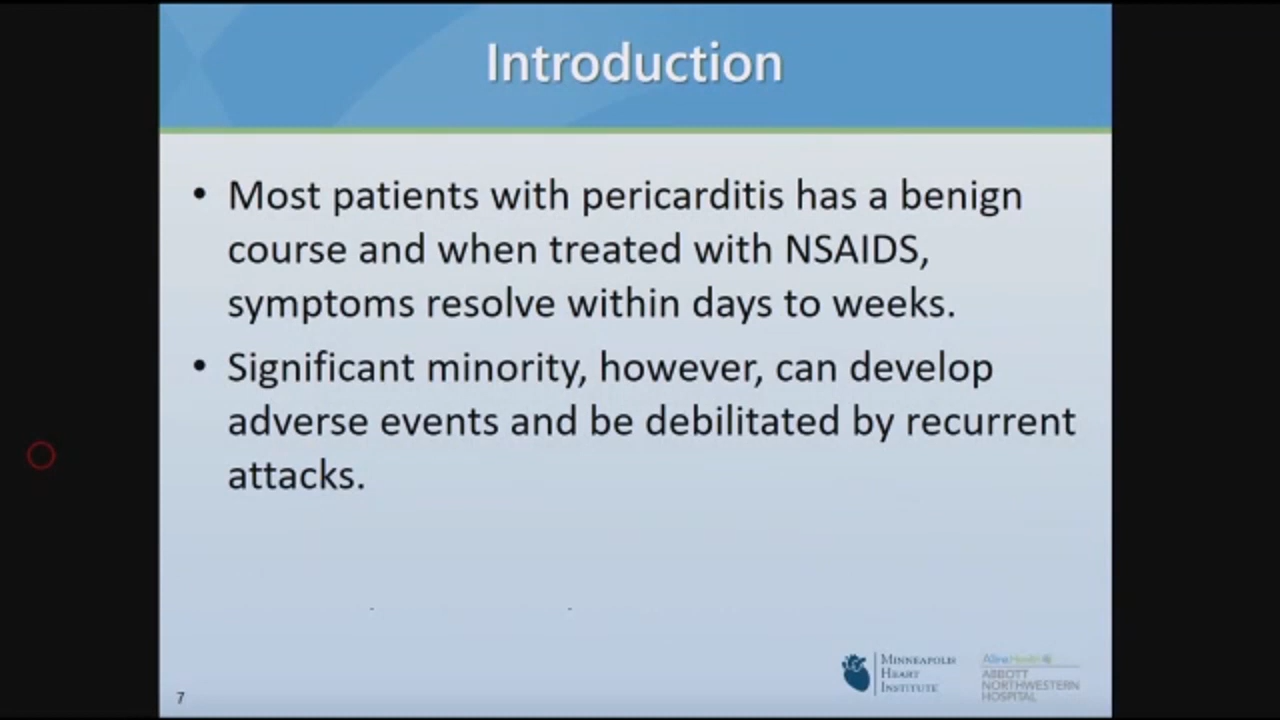 Introduction
• Most patients with pericarditis has a benign
course and when treated with NSAIDS,
symptoms resolve within days to weeks.
• Significant minority, however, can develop
adverse events and be debilitated by recurrent
attacks.
7
MINNEAPOLIS
HEART
INSTITUTE
Allina Health
ABBOTT
NORTHWESTERN
HOSPITAL